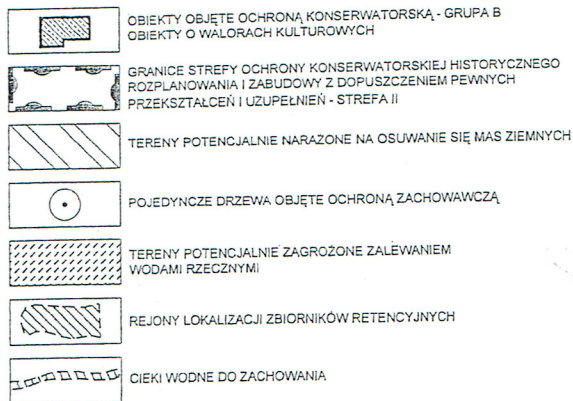 OBIEKTY OBJĘTE OCHRONĄ KONSERWATORSKĄ - GRUPA B
OBIEKTY O WALORACH KULTUROWYCH
GRANICE STREFY OCHRONY KONSERWATORSKIEJ HISTORYCZNEGO
ROZPLANOWANIA I ZABUDOWY Z DOPUSZCZENIEM PEWNYCH
PRZEKSZTAŁCEŃ I UZUPEŁNIEŃ - STREFA II
TERENY POTENCJALNIE NARAŻONE NA OSUWANIE SIĘ MAS ZIEMNYCH
POJEDYNCZE DRZEWA OBJĘTE OCHRONĄ ZACHOWAWCZĄ
TERENY POTENCJALNIE ZAGROŻONE ZALEWANIEM
WODAMI RZECZNYMI
REJONY LOKALIZACJI ZBIORNIKÓW RETENCYJNYCH
CIEKI WODNE DO ZACHOWANIA